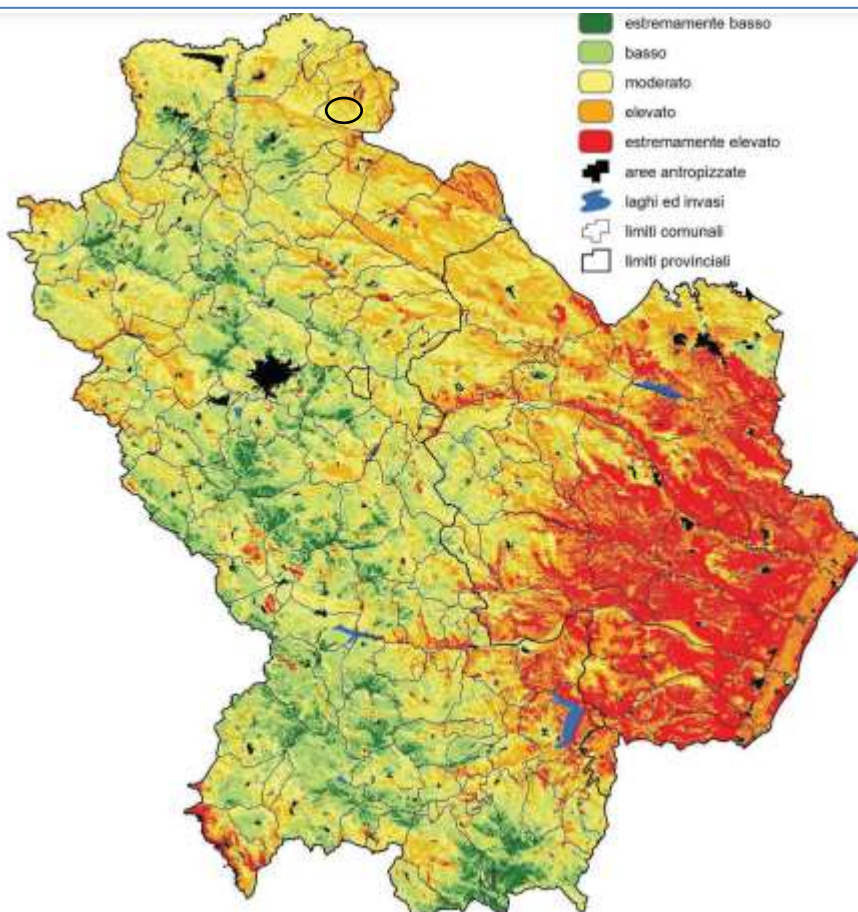 estremamente basso
basso
moderato
elevato
estremamente elevato
aree antropizzate
laghi ed invasi
limiti comunali
limiti provinciali